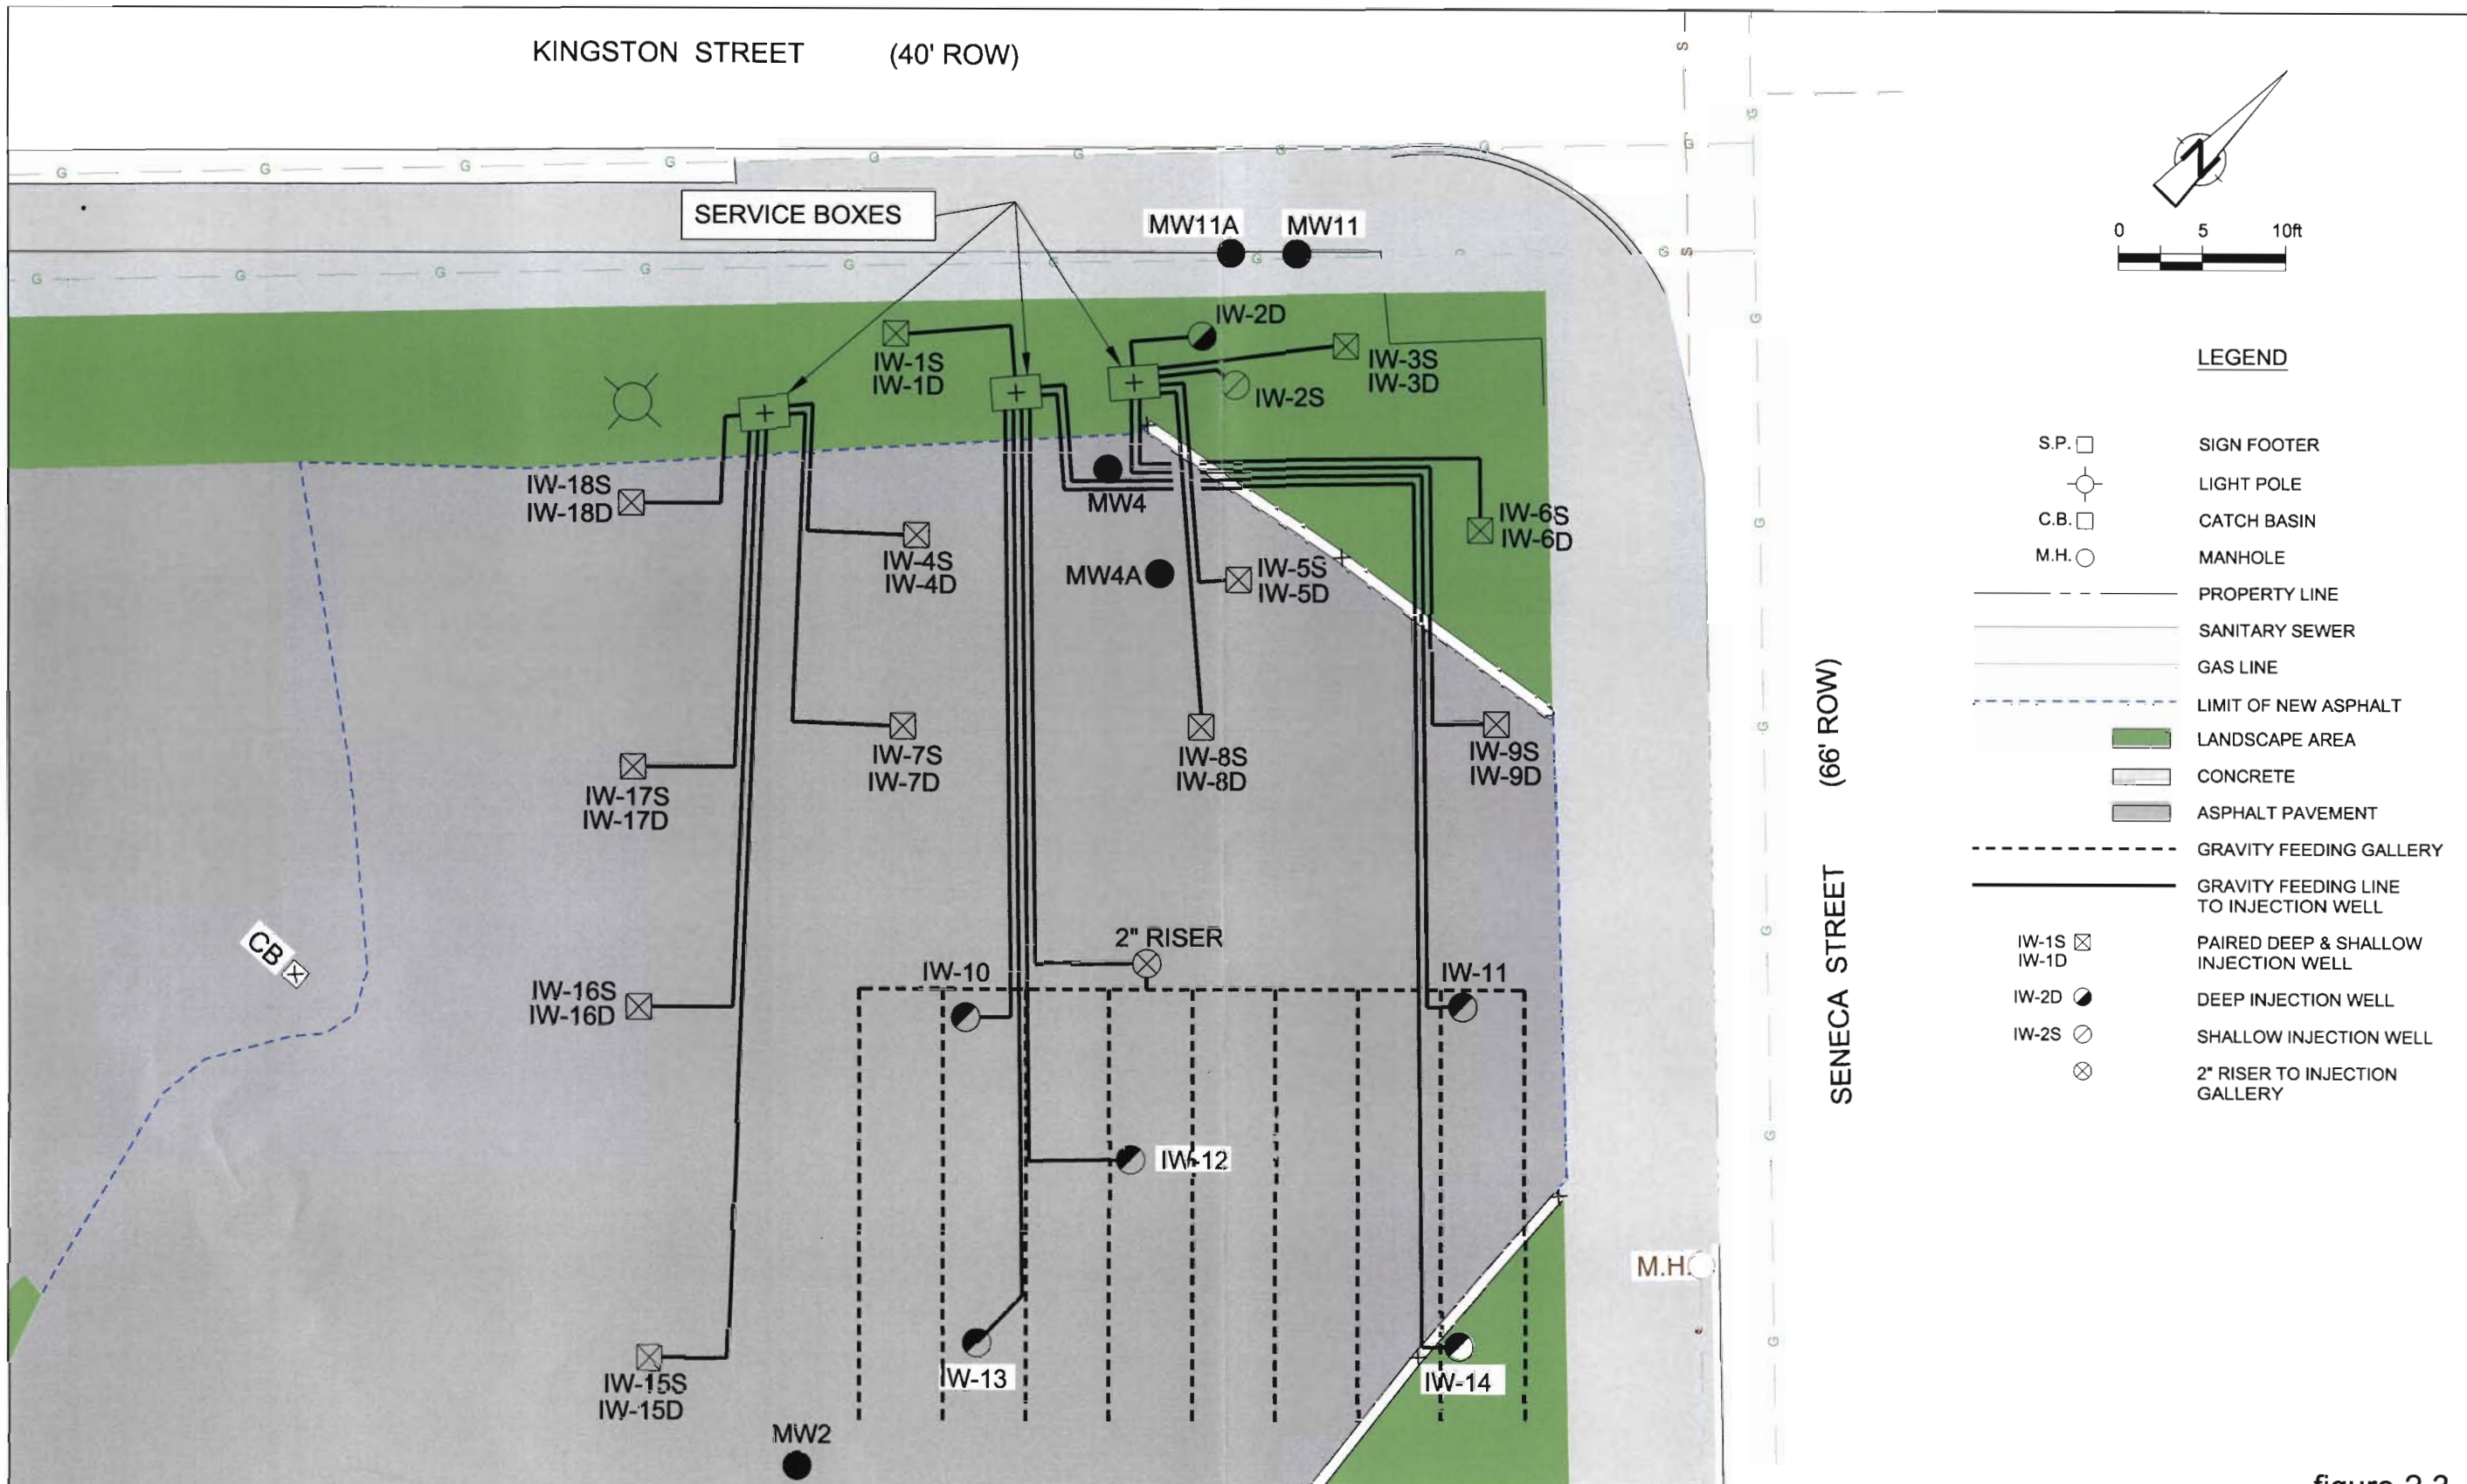 KINGSTON STREET (40' ROW)
S
G G G G G G G G G
SERVICE BOXES
MW11A MW11
G G G G G G G S
0 5 10ft
IW-2D
IW-1S
IW-1D
IW-3S
IW-3D
IW-2S
LEGEND
S.P. SIGN FOOTER
LIGHT POLE
C.B. CATCH BASIN
M.H. MANHOLE
PROPERTY LINE
SANITARY SEWER
GAS LINE
LIMIT OF NEW ASPHALT
LANDSCAPE AREA
CONCRETE
ASPHALT PAVEMENT
GRAVITY FEEDING GALLERY
GRAVITY FEEDING LINE
TO INJECTION WELL
IW-1S PAIRED DEEP & SHALLOW
IW-1D INJECTION WELL
IW-2D DEEP INJECTION WELL
IW-2S SHALLOW INJECTION WELL
2" RISER TO INJECTION
GALLERY
IW-18S
IW-18D
MW4
IW-4S
IW-4D
MW4A
IW-5S
IW-5D
IW-6S
IW-6D
IW-17S
IW-17D
IW-7S
IW-7D
IW-8S
IW-8D
IW-9S
IW-9D
SENECA STREET (66' ROW)
CB
2" RISER
IW-10
IW-11
IW-16S
IW-16D
IW-12
M.H.
IW-13
IW-14
IW-15S
IW-15D
MW2